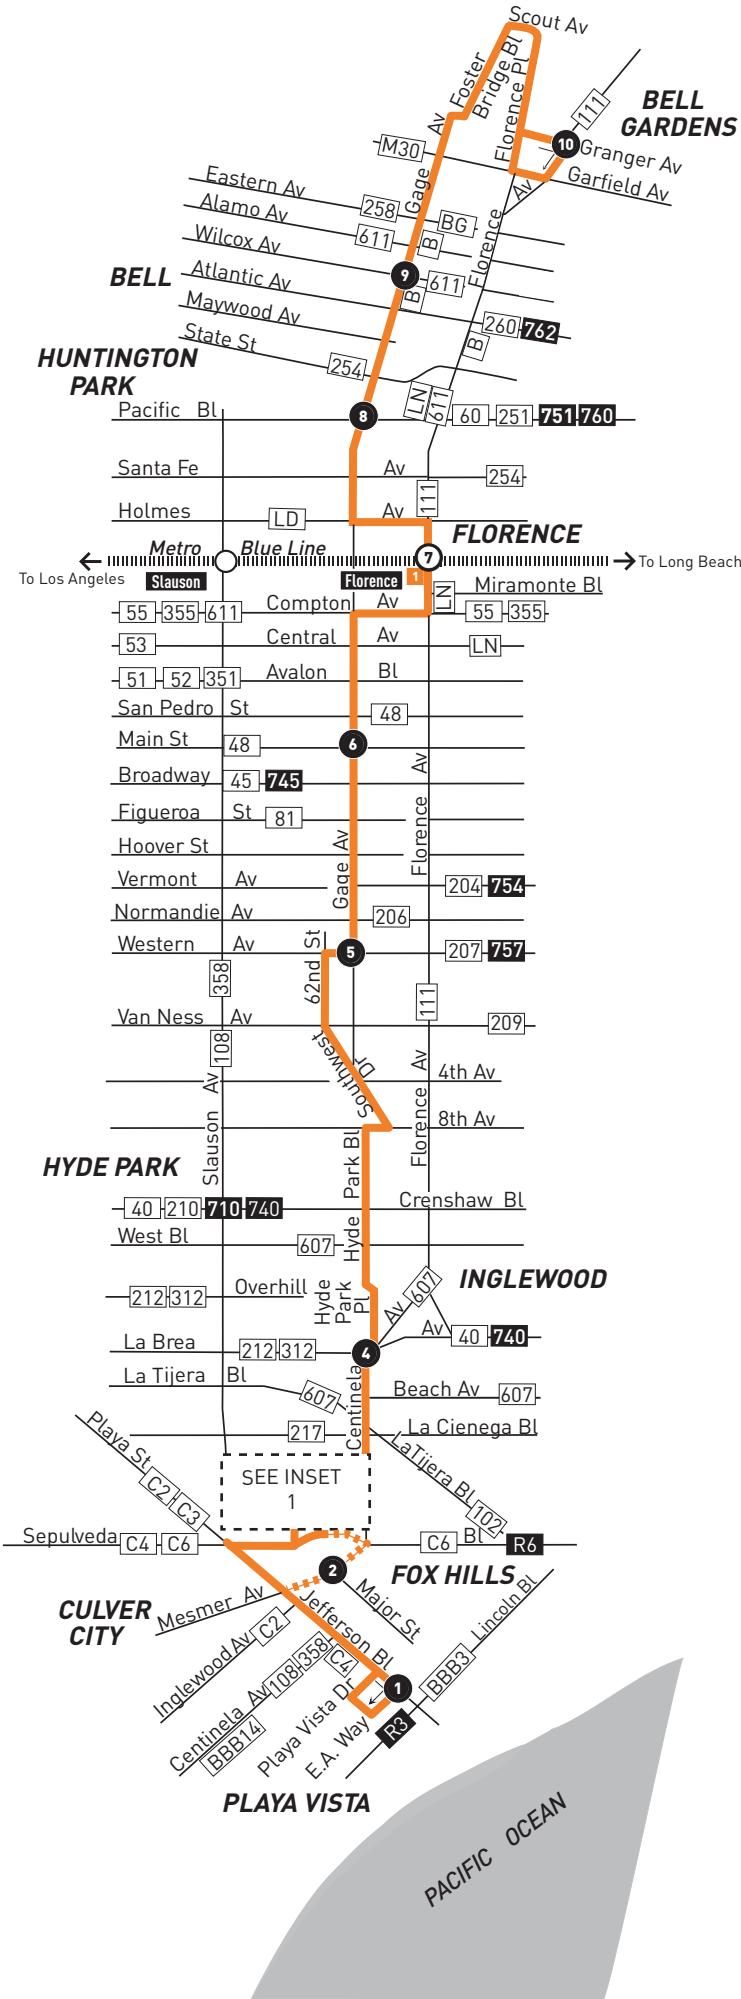 Scout Av
Foster
Bridge Bl
Florence Pl
Av
Gage
111
BELL
GARDENS
10
Granger Av
Garfield Av
M30
Av
Florence
Eastern Av
258
BG
Alamo Av
611
B
Wilcox Av
9
611
B
BELL
Atlantic Av
260 762
Maywood Av
B
State St
254
HUNTINGTON
PARK
LN
611
Pacific Bl
8
60 251 751 760
Santa Fe Av
254
111
Holmes Av
LD
FLORENCE
Metro Blue Line
7
To Los Angeles
To Long Beach
Slauson
Florence
1
LN
Miramonte Bl
55 355 611
Compton Av
55 355
53
Central Av
LN
51 52 351
Avalon Bl
San Pedro St
48
Main St
48
6
Broadway
45 745
Av
Florence
Figueroa St
81
Hoover St
Gage Av
Vermont Av
204 754
Normandie Av
206
Western Av
5
207 757
62nd St
358
111
Van Ness Av
209
108
Southwest
Dr
Av
Slauson
4th Av
Av
Florence
8th Av
HYDE PARK
Park Bl
Hyde
40 210 710 740
Crenshaw Bl
West Bl
607
INGLEWOOD
Overhill
212 312
Hyde
Park
Pl
Av
607
La Brea
212 312
4
Av
40 740
La Tijera Bl
607
Centinela
Beach Av
607
217
La Cienega Bl
Playa St
C2
C3
SEE INSET
1
LaTijera Bl
102
Sepulveda
C4 C6
C6
Bl
R6
2
FOX HILLS
Mesmer Av
Major St
CULVER
CITY
Jefferson Bl
Inglewood Av
C2
Lincoln Bl
BBB3
Centinela Av
108
358
C4
BBB14
Playa Vista Dr
1
E.A. Way
R3
PLAYA VISTA
PACIFIC OCEAN